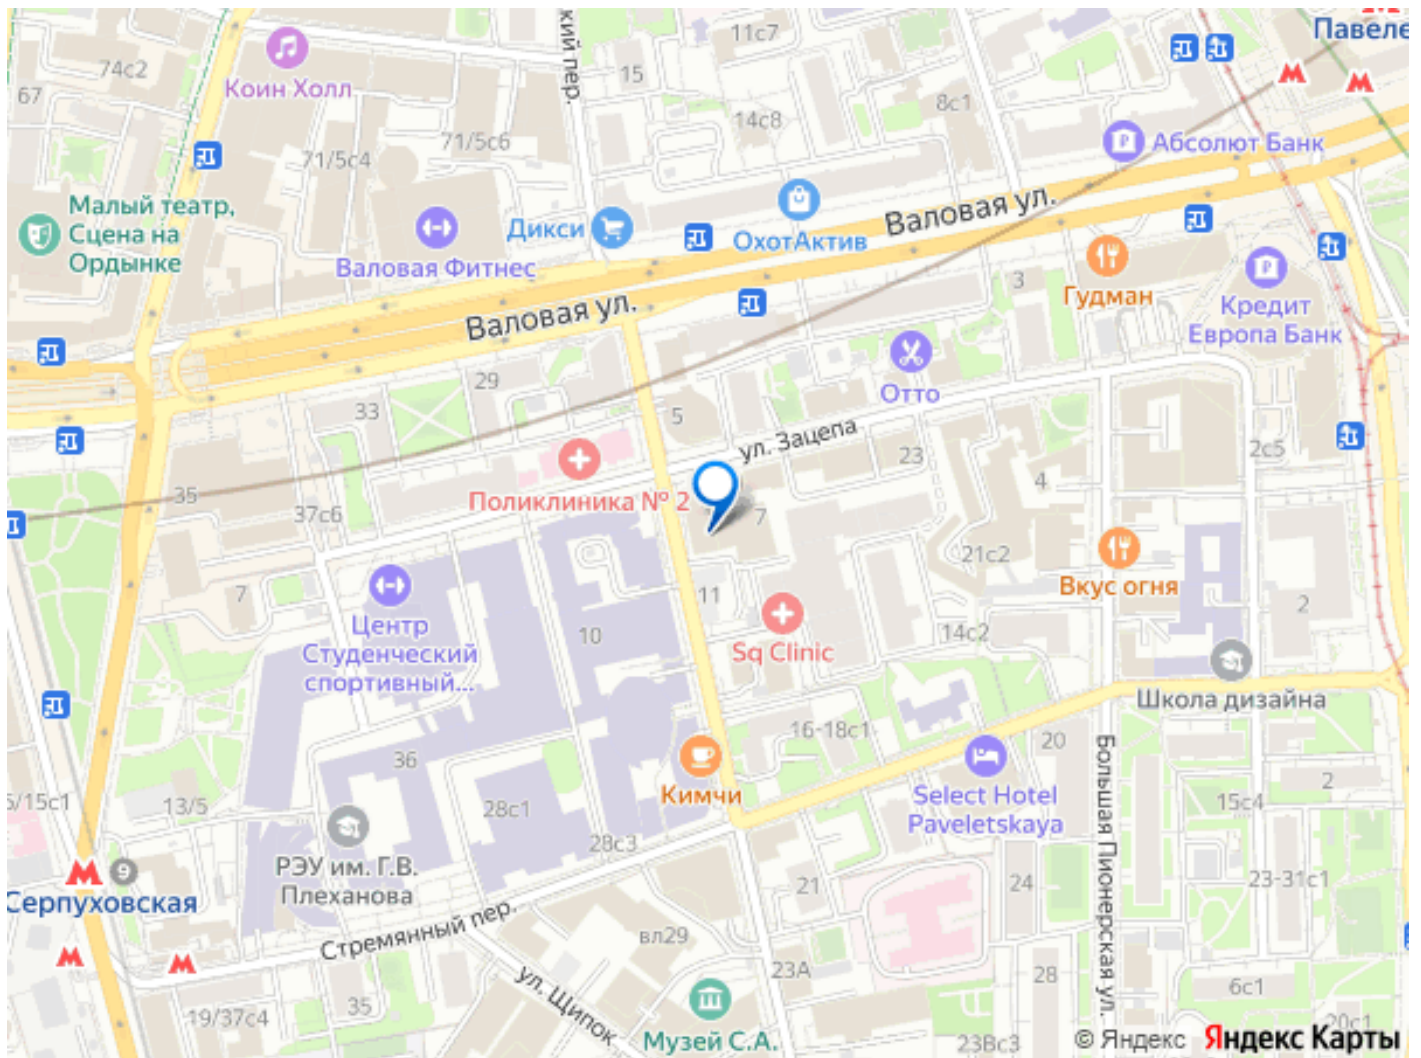 кий пер.
11с7
Павеле
Коин Холл
74с2
67
15
8с1
14с8
71/5с6
71/5с4
Абсолют Банк
Малый театр,
Сцена на
Ордынке
Валовая ул.
Дикси
ОхотАктив
Валовая Фитнес
3
Гудман
Кредит
Европа Банк
Валовая ул.
29
33
5
Отто
ул. Зацепа
23
2с5
4
35
37с6
Поликлиника № 2
7
21с2
Вкус огня
7
11
2
Центр
Студенческий
спортивный...
10
Sq Clinic
14с2
Школа дизайна
16-18с1
20
36
Кимчи
Select Hotel
Paveletskaya
Большая Пионерская ул.
2
15с4
5/15с1
13/5
28с1
28с3
9
РЭУ им. Г.В.
Плеханова
Серпуховская
21
24
23-31с1
Стремянный пер.
вл29
ул. Щипок
23А
28
6с1
35
19/37с4
Музей С.А.
23Вс3
20с1
© Яндекс Яндекс Карты